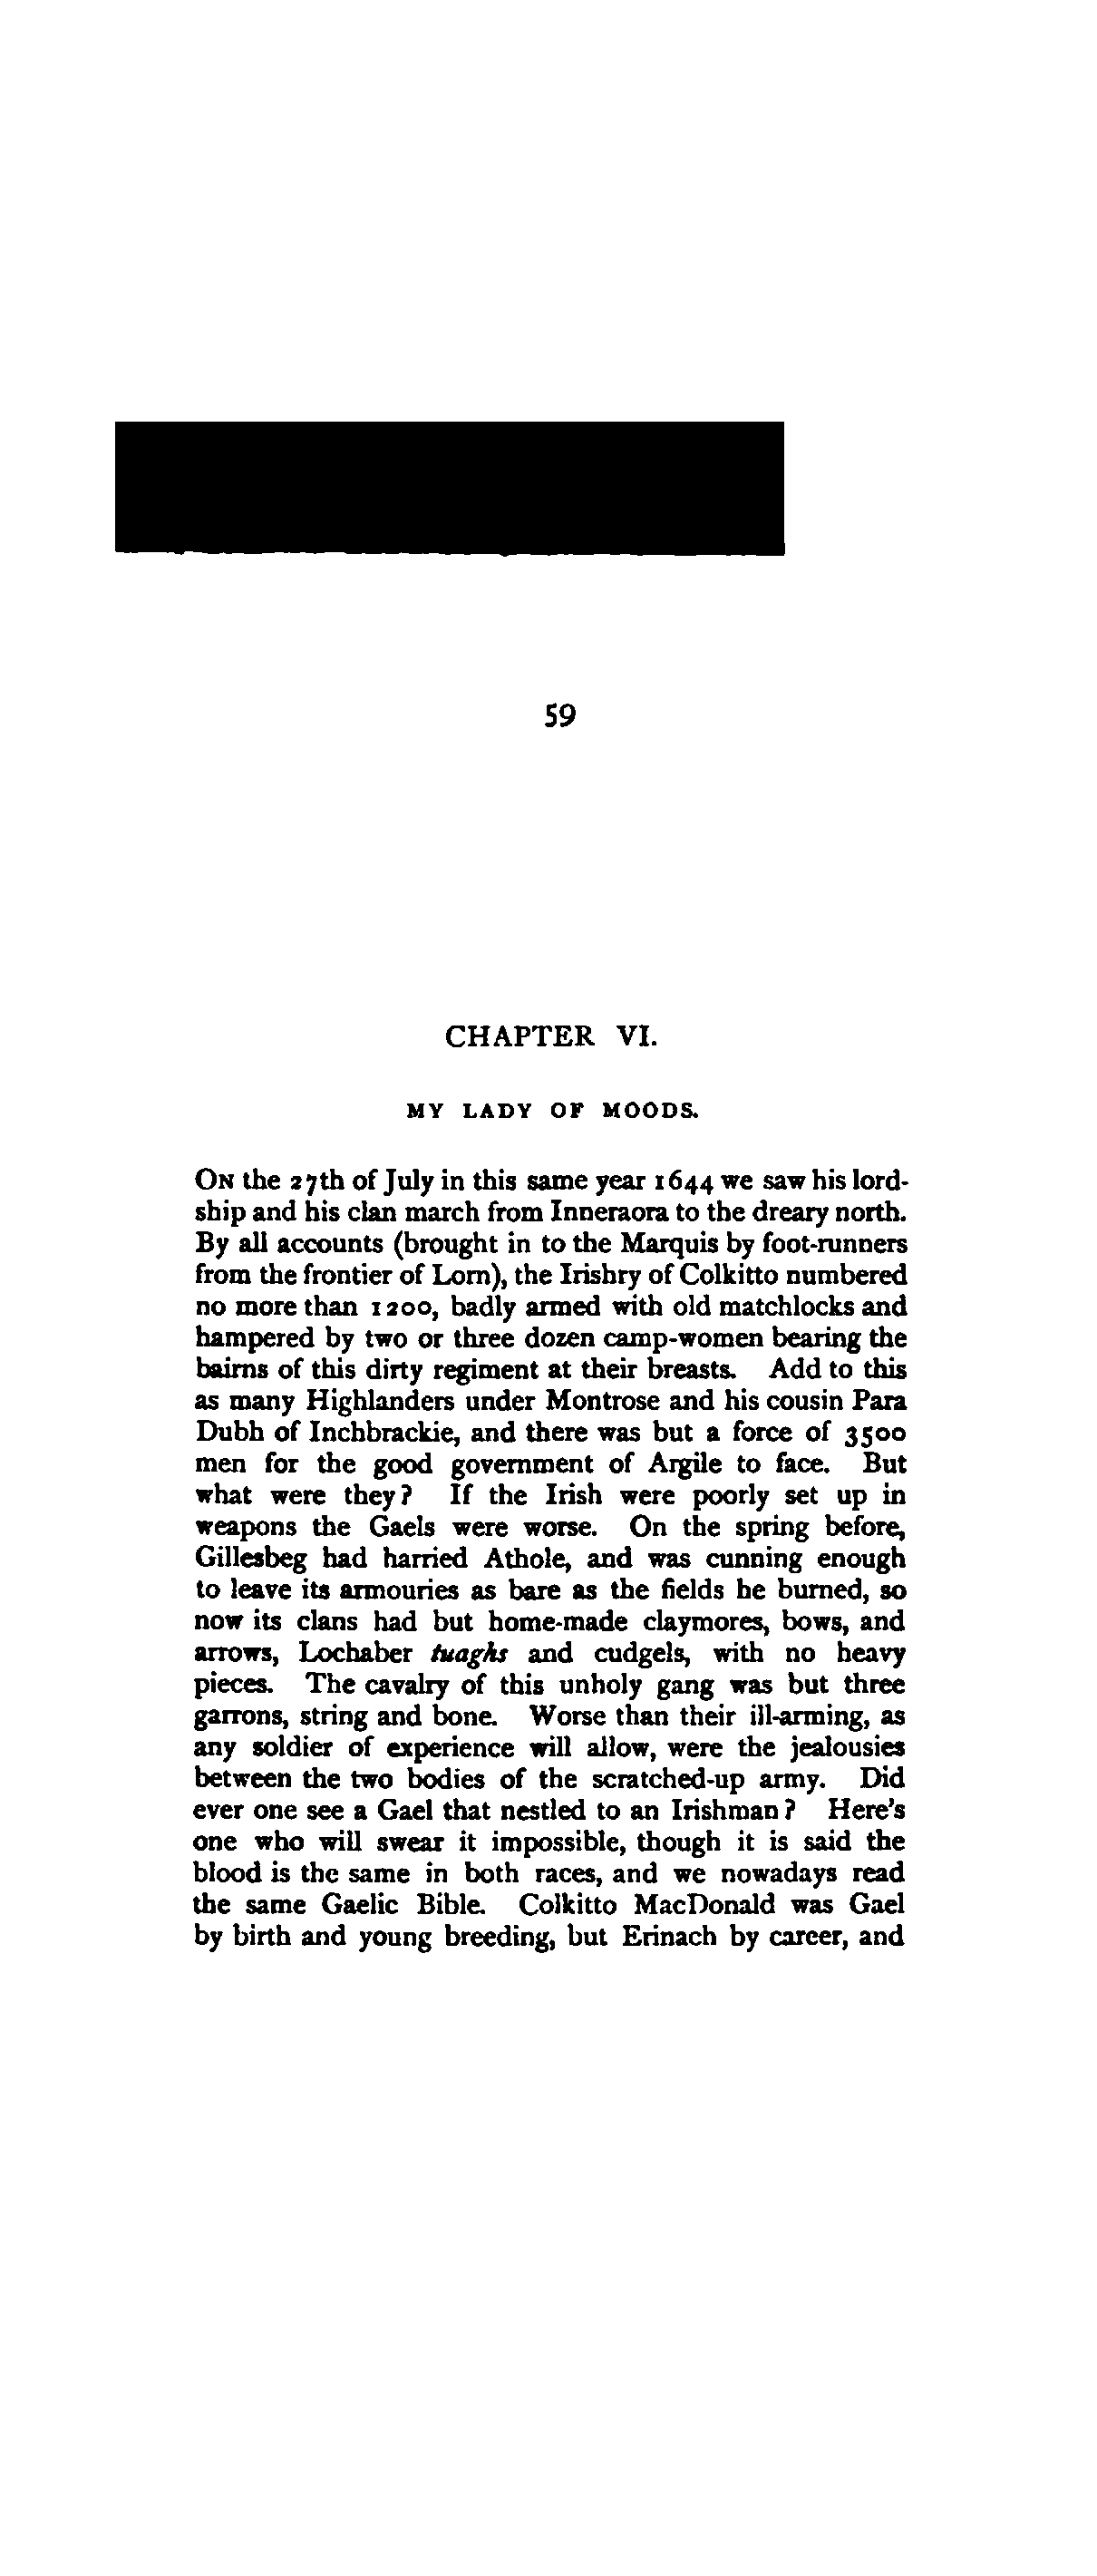 59
CHAPTER VI.
MY LADY OF MOODS.
ON the 27th of July in this same year 1644 we saw his lord-
ship and his clan march from Inneraora to the dreary north.
By all accounts (brought in to the Marquis by foot-runners
from the frontier of Lorn), the Irishry of Colkitto numbered
no more than 1200, badly armed with old matchlocks and
hampered by two or three dozen camp-women bearing the
bairns of this dirty regiment at their breasts. Add to this
as many Highlanders under Montrose and his cousin Para
Dubh of Inchbrackie, and there was but a force of 3500
men for the good government of Argile to face. But
what were they? If the Irish were poorly set up in
weapons the Gaels were worse. On the spring before,
Gillesbeg had harried Athole, and was cunning enough
to leave its armouries as bare as the fields he burned, so
now its clans had but home-made claymores, bows, and
arrows, Lochaber tuaghs and cudgels, with no heavy
pieces. The cavalry of this unholy gang was but three
garrons, string and bone. Worse than their ill-arming, as
any soldier of experience will allow, were the jealousies
between the two bodies of the scratched-up army. Did
ever one see a Gael that nestled to an Irishman? Here's
one who will swear it impossible, though it is said the
blood is the same in both races, and we nowadays read
the same Gaelic Bible. Colkitto MacDonald was Gael
by birth and young breeding, but Erinach by career, and